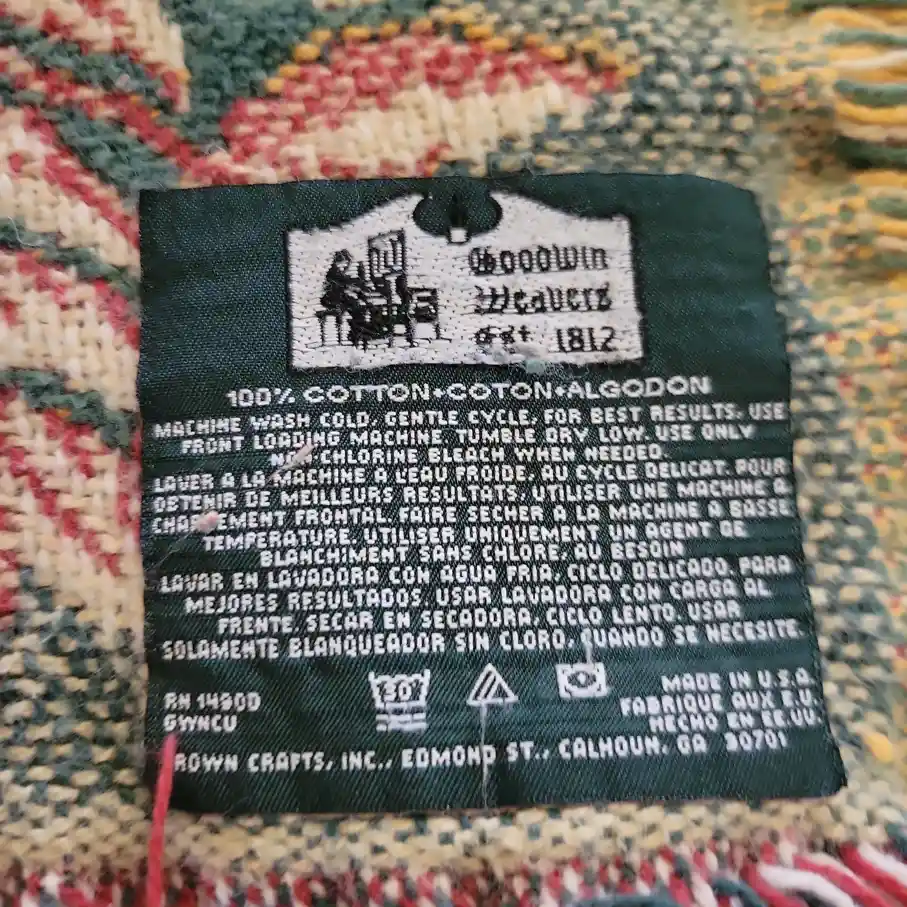 Goodwin
Weavers
Est 1812
100% COTTON•COTON•ALGODON
MACHINE WASH COLD, GENTLE CYCLE, FOR BEST RESULTS, USE
FRONT LOADING MACHINE TUMBLE DRY LOW. USE ONLY
CHLORINE BLEACH WHEN NEEDED.
LAVER A LA MACHINE A L'EAU FROIDE, AU CYCLE DELICAT. POUR
OBTENIR DE MEILLEURS RESULTATS, UTILISER UNE MACHINE A
CHARGEMENT FRONTAL, FAIRE SECHER A LA MACHINE A BASSE
TEMPERATURE, UTILISER UNIQUEMENT UN AGENT DE
BLANCHIMENT SANS CHLORE, AU BESOIN
LAVAR EN LAVADORA CON AGUA FRIA, CICLO DELICADO, PARA
MEJORES RESULTADOS, USAR LAVADORA CON CARGA AL
FRENTE, SECAR EN SECADORA, CICLO LENTO, USAR
SOLAMENTE BLANQUEADOR SIN CLORO, CUANDO SE NECESITE.
30°
RN 14900
GWNCU
MADE IN U.S.A.
FABRIQUE AUX E.U.
HECHO EN EE.UU.
ROWN CRAFTS, INC., EDMOND ST., CALHOUN, GA 30701